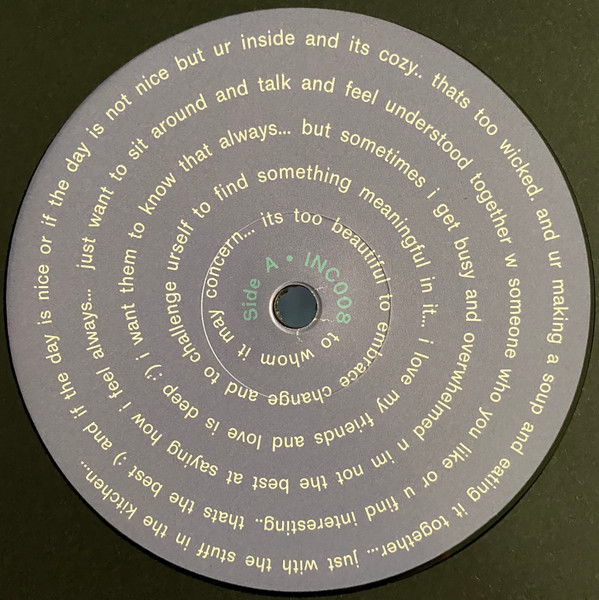 Side A • INC008
to whom it may concern... its too beautiful to embrace change and to challenge urself to find something meaningful in it... i love my friends and love is deep :') i want them to know that always... but sometimes i get busy and overwhelmed n im not the best at saying how i feel always... just want to sit around and talk and feel understood together w someone who you like or u find interesting.. thats the best :) and if the day is nice or if the day is not nice but ur inside and its cozy.. thats too wicked. and ur making a soup and eating it together... just with the stuff in the kitchen...